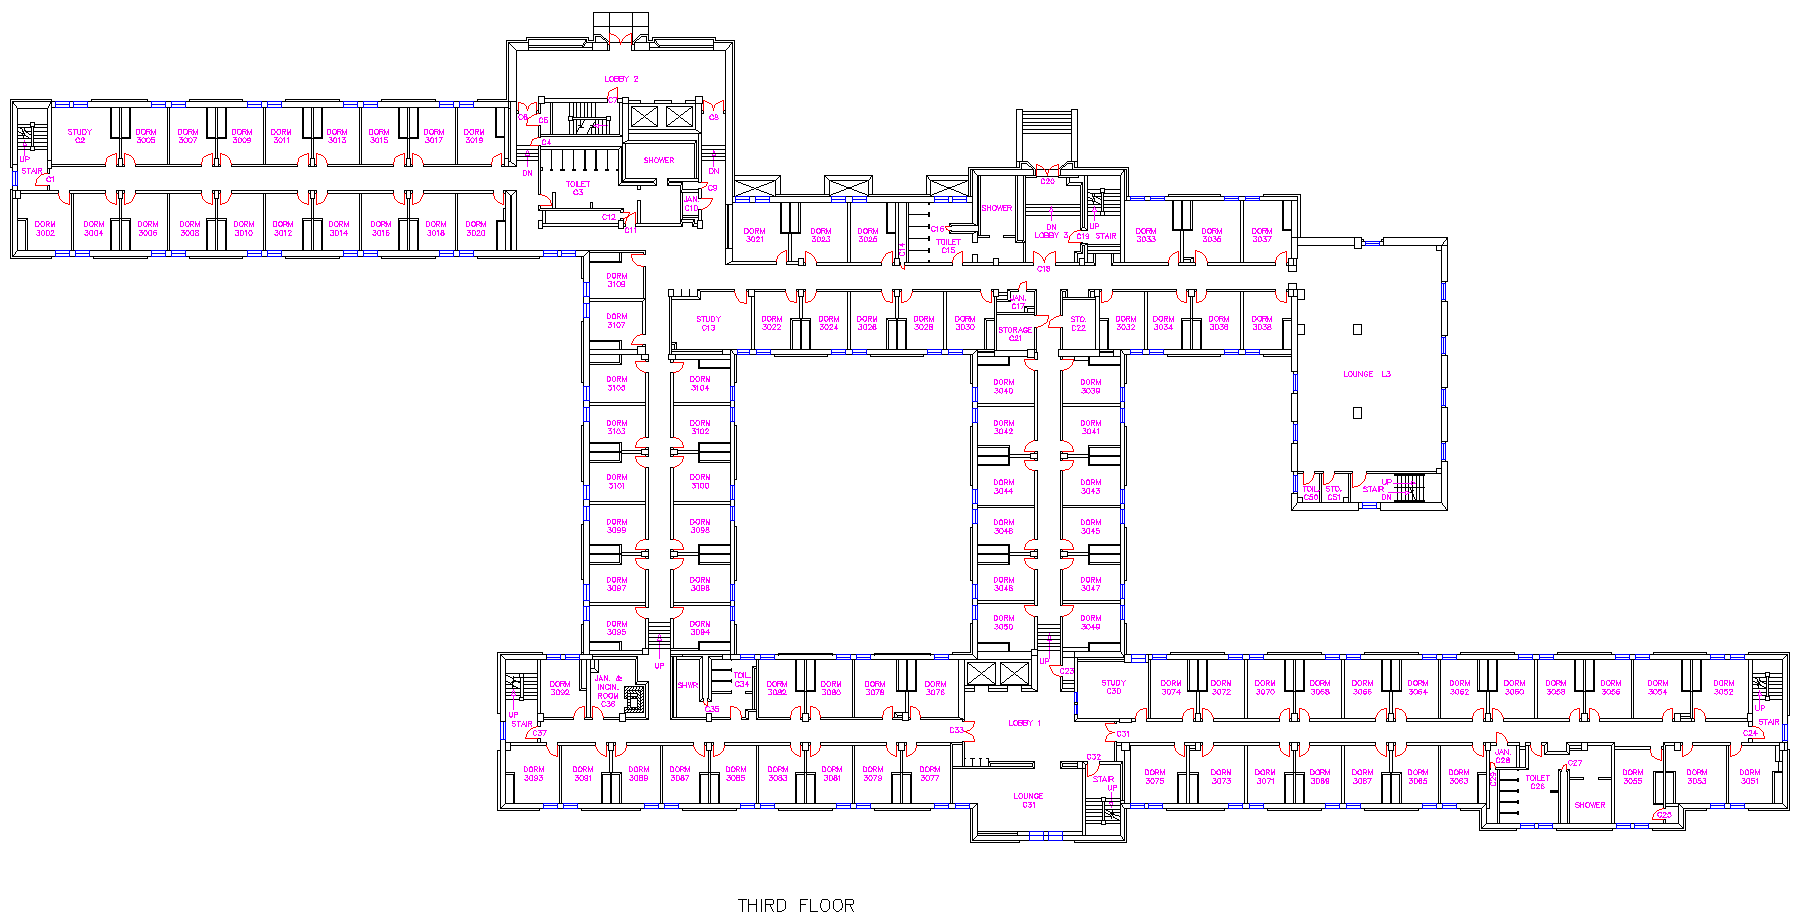 LOBBY 2
C7
C6
C5
C8
C4
STUDY
C2
DORM
3005
DORM
3007
DORM
3009
DORM
3011
DORM
3013
DORM
3015
DORM
3017
DORM
3019
UP
STAIR
C1
DN
DN
SHOWER
TOILET
C3
C9
JAN.
C10
C12
C11
DORM
3002
DORM
3004
DORM
3006
DORM
3008
DORM
3010
DORM
3012
DORM
3014
DORM
3016
DORM
3018
DORM
3020
C20
SHOWER
DN
LOBBY 3
UP
C19
STAIR
DORM
3021
DORM
3023
DORM
3025
C14
C16
TOILET
C15
C18
DORM
3033
DORM
3035
DORM
3037
DORM
3109
DORM
3107
STUDY
C13
DORM
3022
DORM
3024
DORM
3026
DORM
3028
DORM
3030
JAN.
C17
STORAGE
C21
STO.
C22
DORM
3032
DORM
3034
DORM
3036
DORM
3038
LOUNGE L3
DORM
3105
DORM
3104
DORM
3040
DORM
3039
DORM
3103
DORM
3102
DORM
3042
DORM
3041
DORM
3101
DORM
3100
DORM
3044
DORM
3043
TOIL.
C50
STO.
C51
STAIR
UP
DN
DORM
3099
DORM
3098
DORM
3046
DORM
3045
DORM
3097
DORM
3096
DORM
3048
DORM
3047
DORM
3095
DORM
3094
DORM
3050
DORM
3049
UP
UP
C23
DORM
3092
JAN. &
INCIN.
ROOM
C36
SHWR
TOIL.
C34
C35
DORM
3082
DORM
3080
DORM
3078
DORM
3076
STUDY
C30
DORM
3074
DORM
3072
DORM
3070
DORM
3068
DORM
3066
DORM
3064
DORM
3062
DORM
3060
DORM
3058
DORM
3056
DORM
3054
DORM
3052
UP
STAIR
C37
LOBBY 1
C33
C31
UP
STAIR
C24
DORM
3093
DORM
3091
DORM
3089
DORM
3087
DORM
3085
DORM
3083
DORM
3081
DORM
3079
DORM
3077
C32
STAIR
UP
LOUNGE
C31
DORM
3075
DORM
3073
DORM
3071
DORM
3069
DORM
3067
DORM
3065
DORM
3063
JAN.
C28
C29
TOILET
C26
C27
SHOWER
DORM
3055
DORM
3053
DORM
3051
C25
THIRD FLOOR